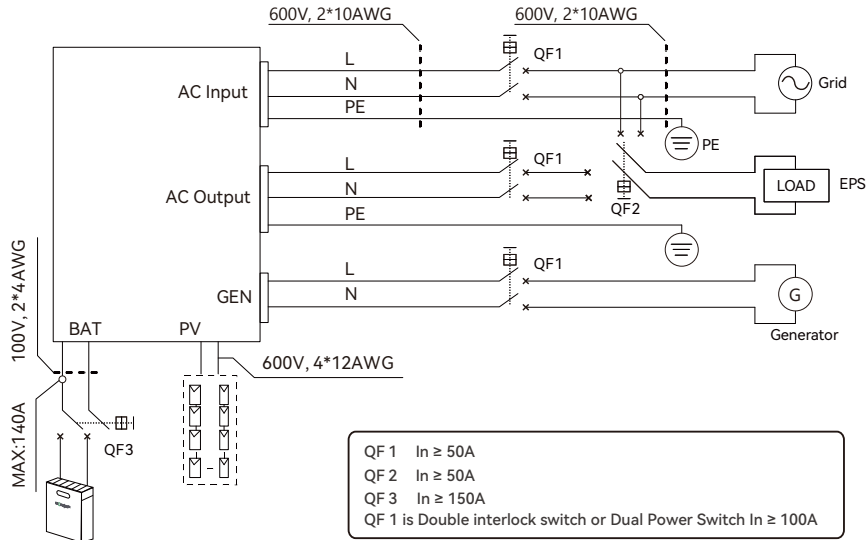 600V, 2*10AWG
600V, 2*10AWG
L
N
PE
AC Input
QF1
Grid
PE
L
N
PE
AC Output
QF1
QF2
LOAD
EPS
L
N
GEN
QF1
G
Generator
BAT
PV
100V, 2*4AWG
600V, 4*12AWG
MAX:140A
QF3
QF 1 In ≥ 50A
QF 2 In ≥ 50A
QF 3 In ≥ 150A
QF 1 is Double interlock switch or Dual Power Switch In ≥ 100A